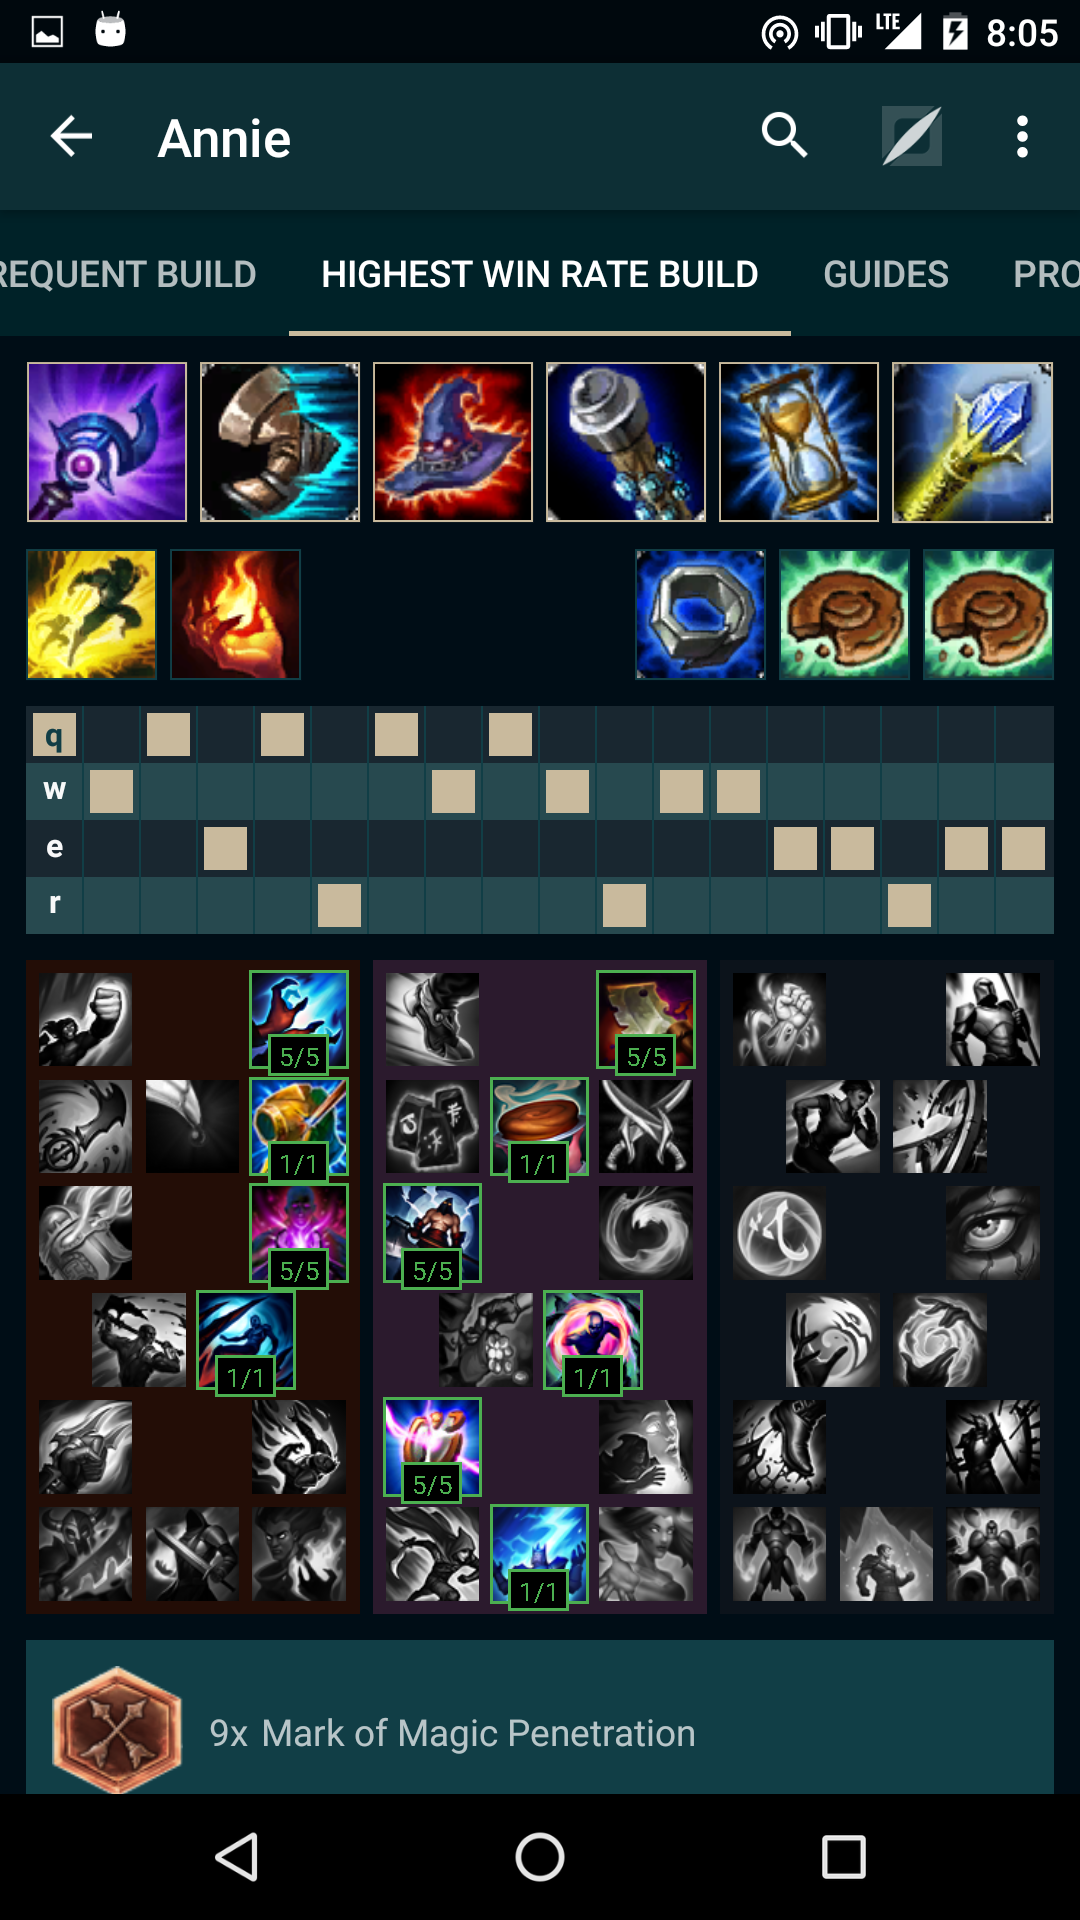 LTE 8:05
Annie
REQUENT BUILD HIGHEST WIN RATE BUILD GUIDES PRO
q
w
e
r
5/5 5/5
1/1 1/1
5/5 5/5
1/1 1/1
5/5
1/1
9x Mark of Magic Penetration